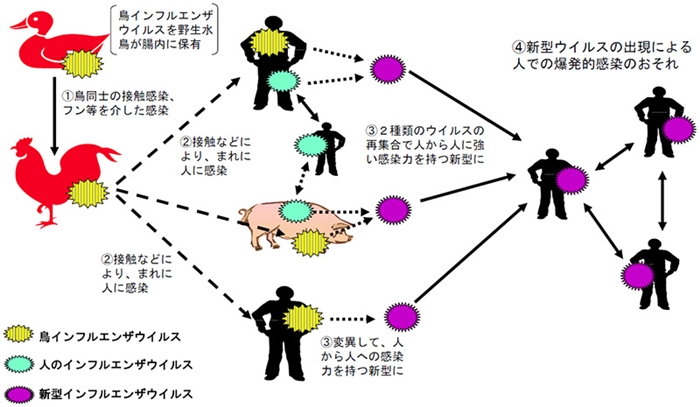 鳥インフルエンザ
ウイルスを野生水
鳥が腸内に保有
①鳥同士の接触感染、
フン等を介した感染
②接触などに
より、まれに
人に感染
③２種類のウイルスの
再集合で人から人に強
い感染力を持つ新型に
④新型ウイルスの出現による
人での爆発的感染のおそれ
②接触などに
より、まれに
人に感染
③変異して、人
から人への感染
力を持つ新型に
鳥インフルエンザウイルス
人のインフルエンザウイルス
新型インフルエンザウイルス